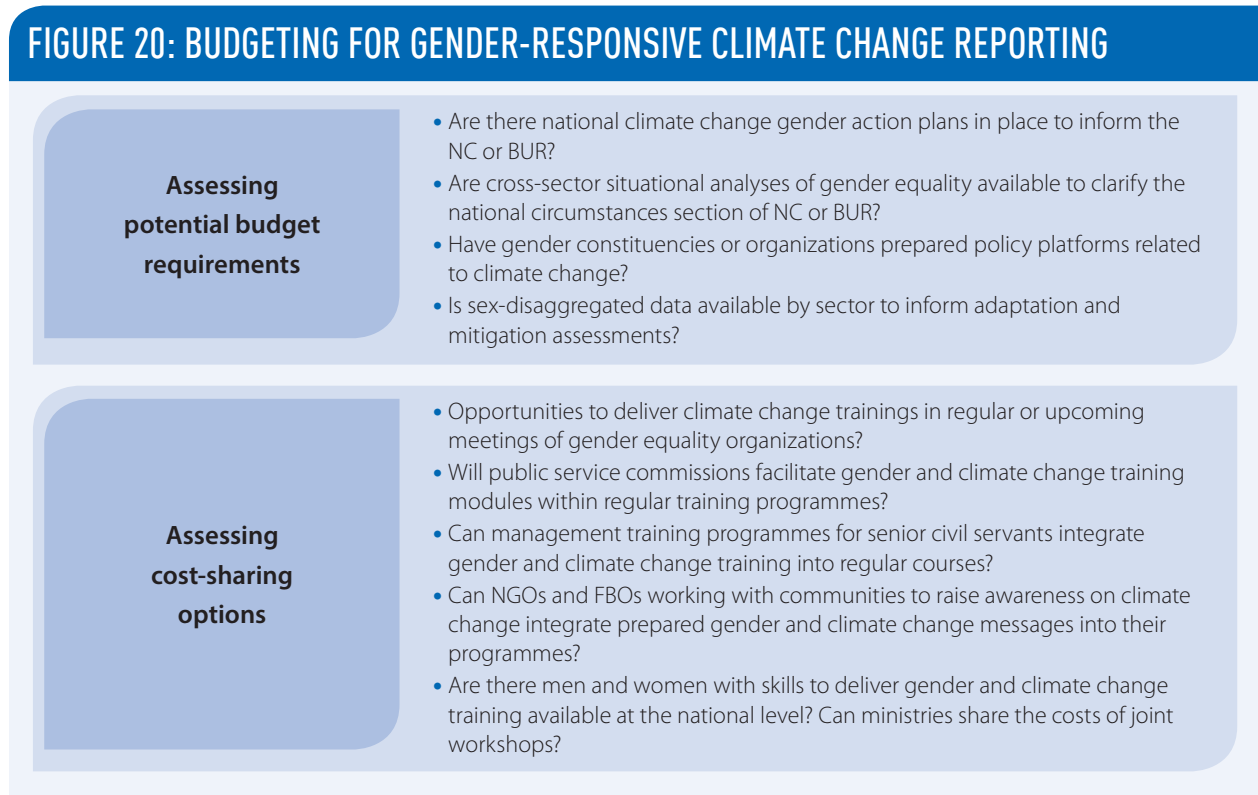 FIGURE 20: BUDGETING FOR GENDER-RESPONSIVE CLIMATE CHANGE REPORTING
Assessing
potential budget
requirements
• Are there national climate change gender action plans in place to inform the
NC or BUR?
• Are cross-sector situational analyses of gender equality available to clarify the
national circumstances section of NC or BUR?
• Have gender constituencies or organizations prepared policy platforms related
to climate change?
• Is sex-disaggregated data available by sector to inform adaptation and
mitigation assessments?
Assessing
cost-sharing
options
• Opportunities to deliver climate change trainings in regular or upcoming
meetings of gender equality organizations?
• Will public service commissions facilitate gender and climate change training
modules within regular training programmes?
• Can management training programmes for senior civil servants integrate
gender and climate change training into regular courses?
• Can NGOs and FBOs working with communities to raise awareness on climate
change integrate prepared gender and climate change messages into their
programmes?
• Are there men and women with skills to deliver gender and climate change
training available at the national level? Can ministries share the costs of joint
workshops?